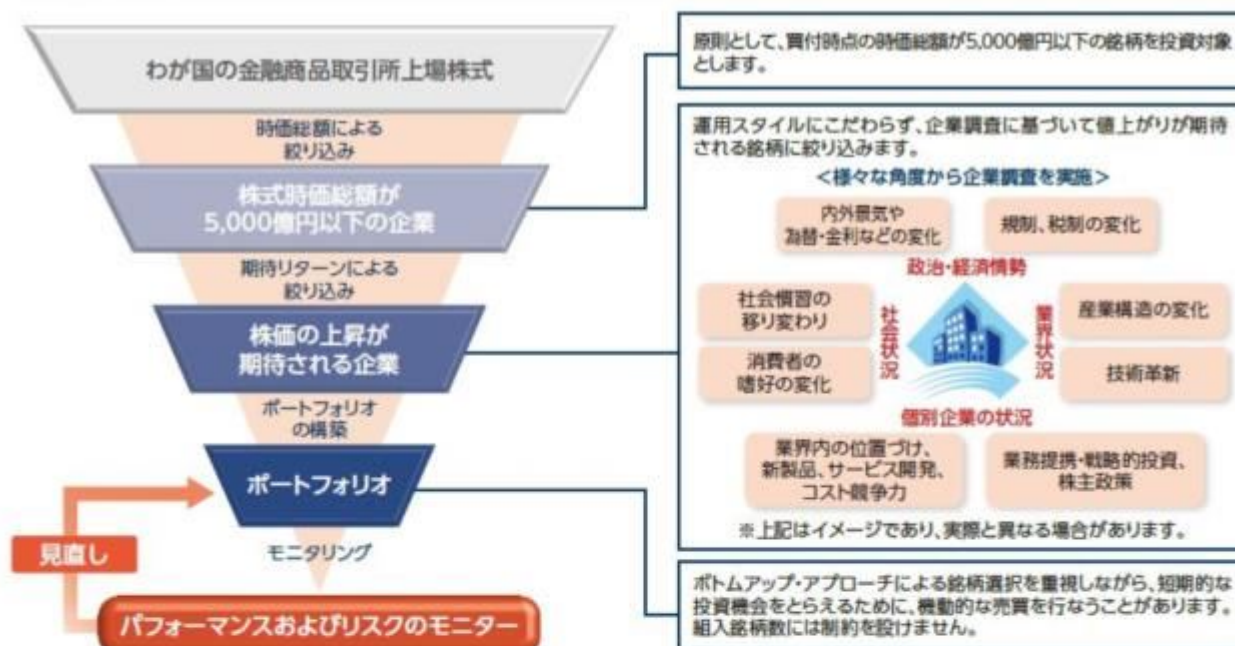 わが国の金融商品取引所上場株式
時価総額による
絞り込み
株式時価総額が
5,000億円以下の企業
期待リターンによる
絞り込み
株価の上昇が
期待される企業
ポートフォリオ
の構築
ポートフォリオ
見直し
モニタリング
パフォーマンスおよびリスクのモニター
原則として、買付時点の時価総額が5,000億円以下の銘柄を投資対象
とします。
運用スタイルにこだわらず、企業調査に基づいて値上がりが期待
される銘柄に絞り込みます。
<様々な角度から企業調査を実施>
内外景気や
為替・金利などの変化
規制、税制の変化
政治・経済情勢
社会慣習の
移り変わり
消費者の
嗜好の変化
社会状況
業界状況
産業構造の変化
技術革新
個別企業の状況
業界内の位置づけ、
新製品、サービス開発、
コスト競争力
業務提携・戦略的投資、
株主政策
※上記はイメージであり、実際と異なる場合があります。
ボトムアップ・アプローチによる銘柄選択を重視しながら、短期的な
投資機会をとらえるために、機動的な売買を行なうことがあります。
組入銘柄数には制約を設けません。